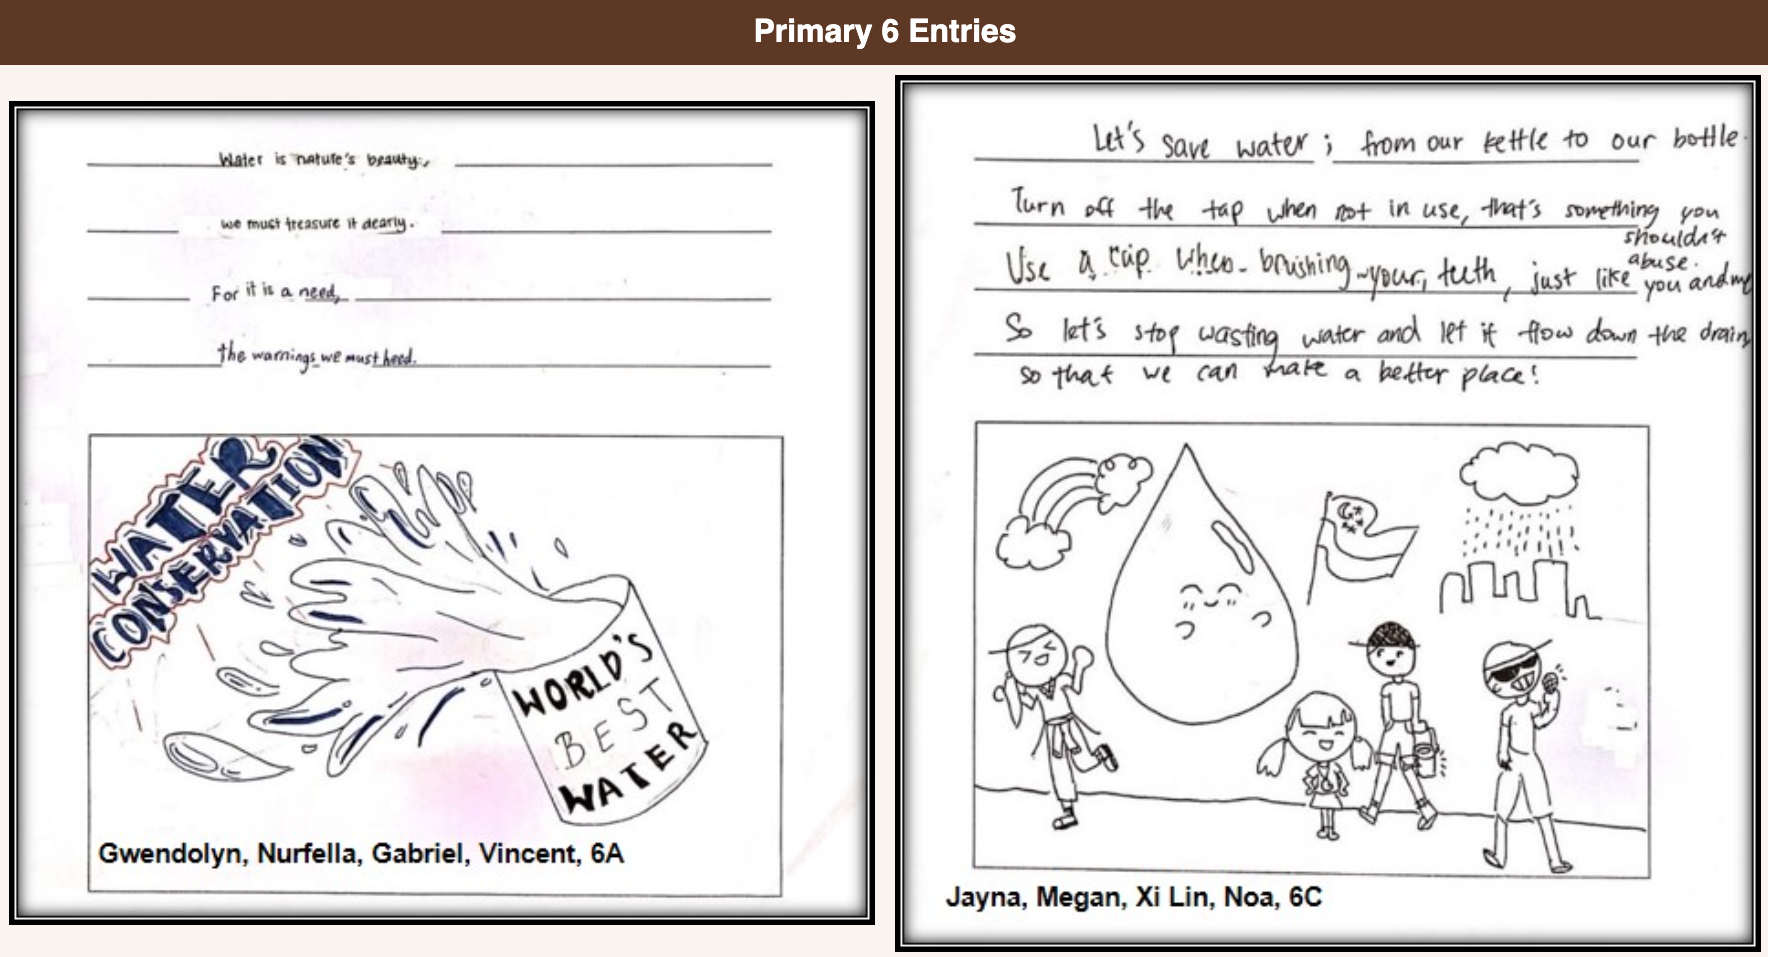 Primary 6 Entries
Water is nature's beauty,
we must treasure it dearly.
For it is a need,
the warnings we must heed.
WATER
CONSERVATION
WORLD'S
BEST
WATER
Gwendolyn, Nurfella, Gabriel, Vincent, 6A
Let's save water ; from our kettle to our bottle.
Turn off the tap when not in use, that's something you
shouldn't
abuse.
Use a cup when brushing your teeth, just like you and me
So let's stop wasting water and let it flow down the drain
so that we can make a better place!
Jayna, Megan, Xi Lin, Noa, 6C